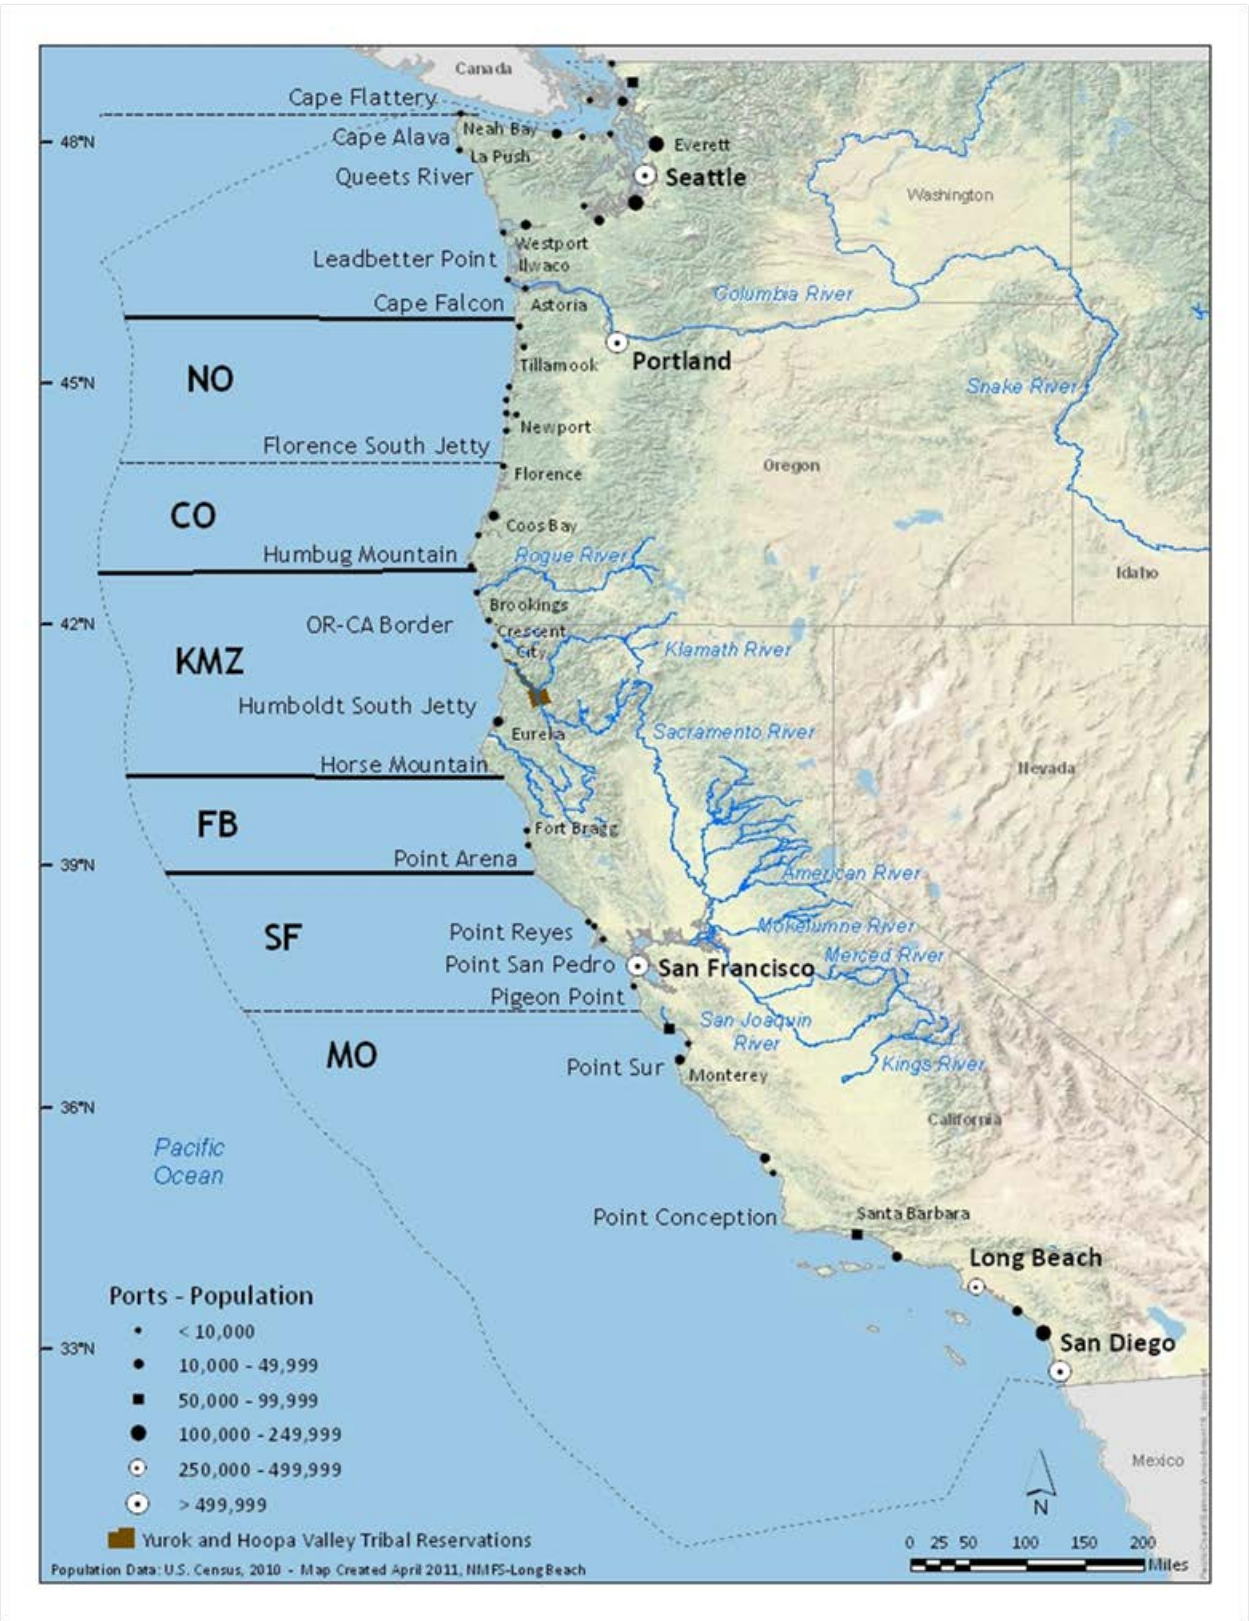 Canada
Cape Flattery
Neah Bay
Cape Alava
48°N
Everett
La Push
Queets River
Seattle
Washington
Westport
Leadbetter Point
Ilwaco
Columbia River
Cape Falcon
Astoria
Portland
Tillamook
NO
45°N
Snake River
Newport
Florence South Jetty
Oregon
Florence
CO
Coos Bay
Humbug Mountain
Rogue River
Idaho
Brookings
42°N
OR-CA Border
Crescent
City
Klamath River
KMZ
Humboldt South Jetty
Eureka
Sacramento River
Horse Mountain
Nevada
FB
Fort Bragg
Point Arena
39°N
American River
Point Reyes
Mokelumne River
SF
Point San Pedro
San Francisco
Merced River
Pigeon Point
San Joaquin
River
MO
Point Sur
Monterey
Kings River
36°N
California
Pacific
Ocean
Point Conception
Santa Barbara
Long Beach
Ports - Population
< 10,000
33°N
San Diego
10,000 - 49,999
50,000 - 99,999
100,000 - 249,999
Mexico
250,000 - 499,999
> 499,999
N
Yurok and Hoopa Valley Tribal Reservations
0 25 50 100 150 200
Miles
Population Data: U.S. Census, 2010 - Map Created April 2011, NMFS-Long Beach